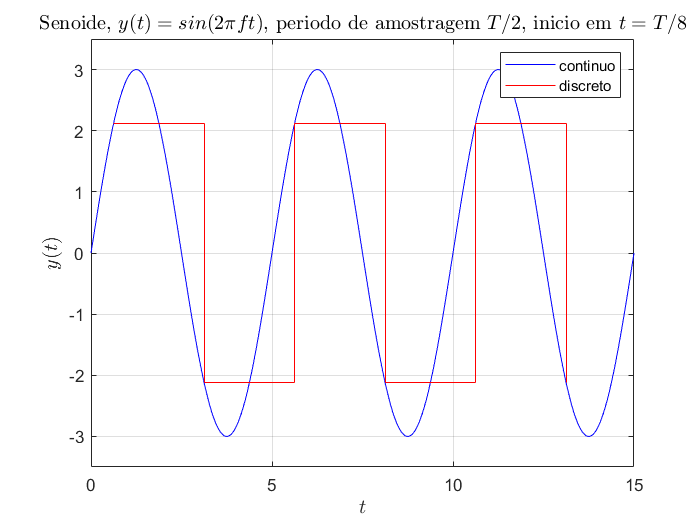 Senoide, y(t) = sin(2πft), periodo de amostragem T/2, inicio em t = T/8
continuo
discreto
3
2
1
0
-1
-2
-3
y(t)
0
5
10
15
t